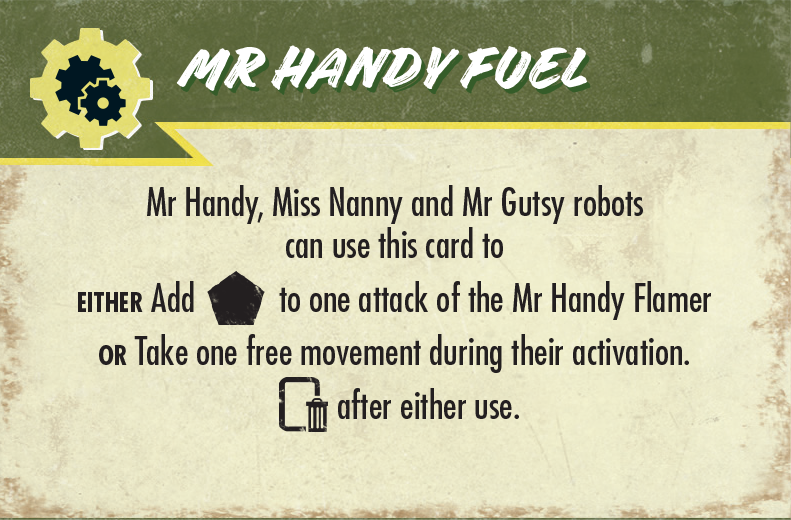 MR HANDY FUEL
Mr Handy, Miss Nanny and Mr Gutsy robots
can use this card to
EITHER Add to one attack of the Mr Handy Flamer
OR Take one free movement during their activation.
after either use.